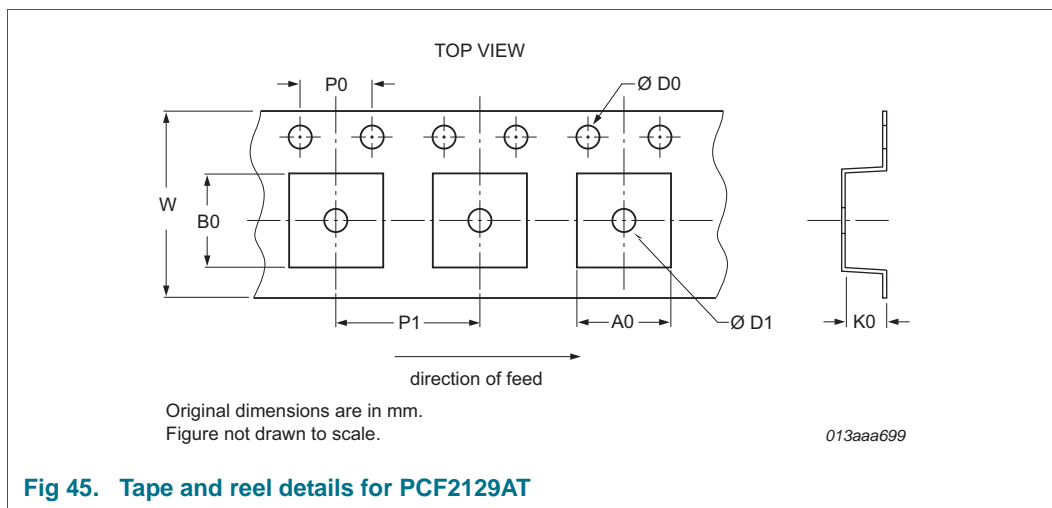 TOP VIEW
P0
Ø D0
W
B0
P1
A0
Ø D1
K0
direction of feed
Original dimensions are in mm.
Figure not drawn to scale.
013aaa699
Fig 45. Tape and reel details for PCF2129AT